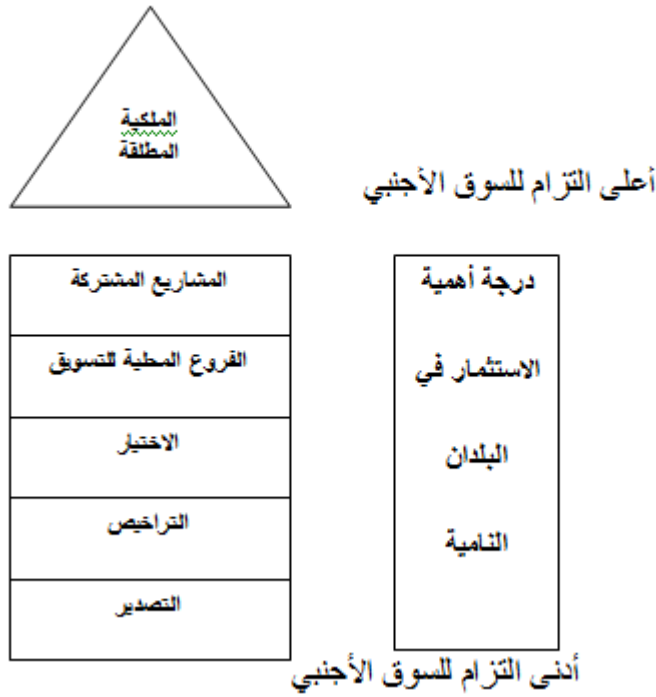 الملكية
المطلقة
أعلى التزام للسوق الأجنبي
المشاريع المشتركة
الفروع المحلية للتسويق
الاختيار
التراخيص
التصدير
درجة أهمية
الاستثمار في
البلدان
النامية
أدنى التزام للسوق الأجنبي